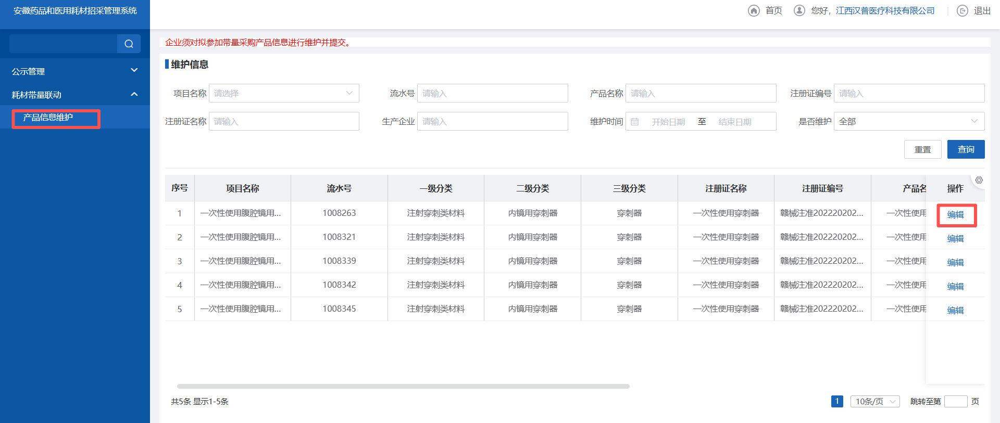 安徽药品和医用耗材招采管理系统
首页 您好，江西汉普医疗科技有限公司 退出
公示管理
耗材带量联动
产品信息维护
企业须对拟参加带量采购产品信息进行维护并提交。
维护信息
项目名称 请选择 流水号 请输入 产品名称 请输入 注册证编号 请输入
注册证名称 请输入 生产企业 请输入 维护时间 开始日期 至 结束日期 是否维护 全部
重置 查询
序号 项目名称 流水号 一级分类 二级分类 三级分类 注册证名称 注册证编号 产品名 操作
1 一次性使用腹腔镜用... 1008263 注射穿刺类材料 内镜用穿刺器 穿刺器 一次性使用穿刺器 赣械注准202220202... 一次性使用 编辑
2 一次性使用腹腔镜用... 1008321 注射穿刺类材料 内镜用穿刺器 穿刺器 一次性使用穿刺器 赣械注准202220202... 一次性使用 编辑
3 一次性使用腹腔镜用... 1008339 注射穿刺类材料 内镜用穿刺器 穿刺器 一次性使用穿刺器 赣械注准202220202... 一次性使用 编辑
4 一次性使用腹腔镜用... 1008342 注射穿刺类材料 内镜用穿刺器 穿刺器 一次性使用穿刺器 赣械注准202220202... 一次性使用 编辑
5 一次性使用腹腔镜用... 1008345 注射穿刺类材料 内镜用穿刺器 穿刺器 一次性使用穿刺器 赣械注准202220202... 一次性使用 编辑
共5条 显示1-5条 1 10条/页 跳转至第 页